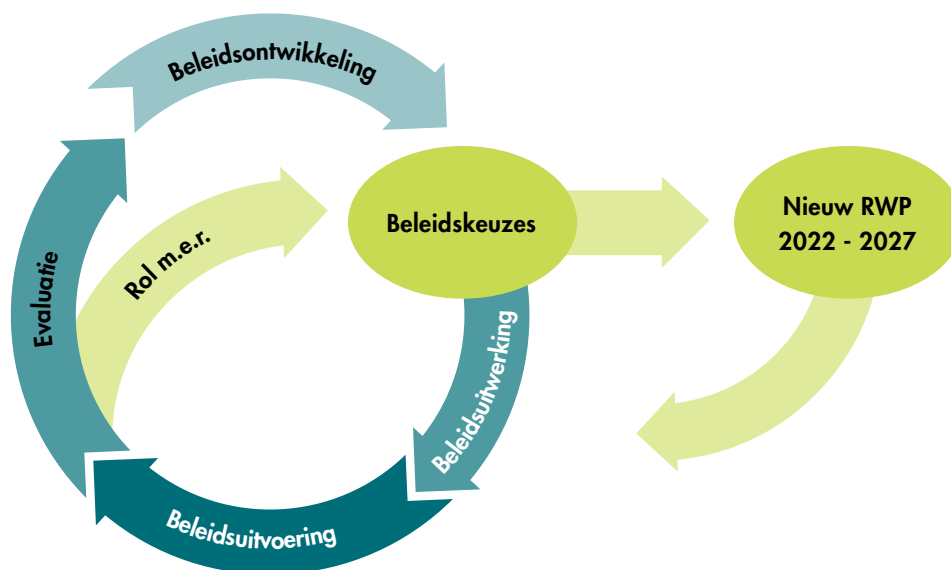 Beleidsontwikkeling
Beleidskeuzes
Nieuw RWP
2022 - 2027
Rol m.e.r.
Evaluatie
Beleidsuitwerking
Beleidsuitvoering